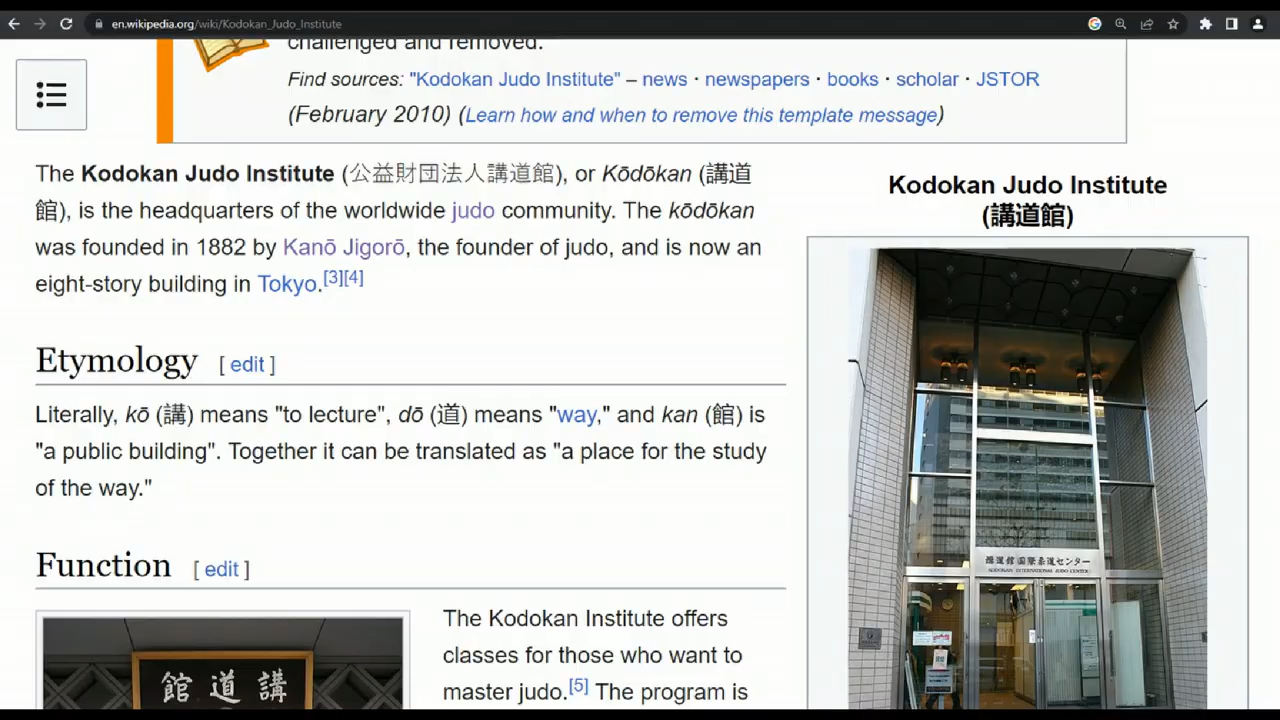 en.wikipedia.org/wiki/Kodokan_Judo_Institute
challenged and removed.
Find sources: "Kodokan Judo Institute" – news · newspapers · books · scholar · JSTOR
(February 2010) (Learn how and when to remove this template message)
The Kodokan Judo Institute (公益財団法人講道館), or Kōdōkan (講道
館), is the headquarters of the worldwide judo community. The kōdōkan
was founded in 1882 by Kanō Jigorō, the founder of judo, and is now an
eight-story building in Tokyo.[3][4]
Etymology [ edit ]
Literally, kō (講) means "to lecture", dō (道) means "way," and kan (館) is
"a public building". Together it can be translated as "a place for the study
of the way."
Function [ edit ]
館道講
The Kodokan Institute offers
classes for those who want to
master judo.[5] The program is
Kodokan Judo Institute
(講道館)
講道館国際柔道センター
KODOKAN INTERNATIONAL JUDO CENTER